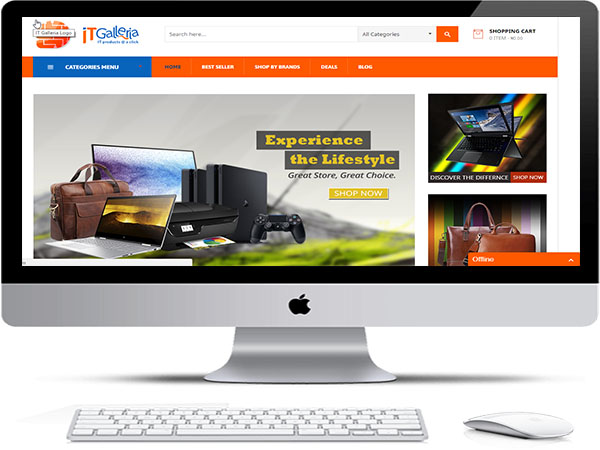 IT Galleria Logo
iTGalleria
IT products @ a click
Search here...
All Categories
SHOPPING CART
0 ITEM - ₦0.00
CATEGORIES MENU
HOME
BEST SELLER
SHOP BY BRANDS
DEALS
BLOG
Experience
the Lifestyle
Great Store, Great Choice.
SHOP NOW
DISCOVER THE DIFFERNCE
SHOP NOW
Offline